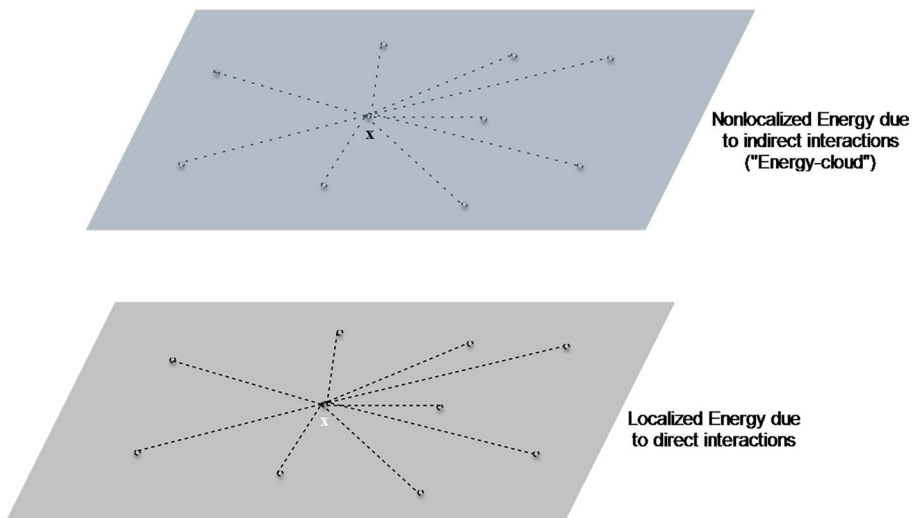 x
Nonlocalized Energy due
to indirect interactions
("Energy-cloud")
x
Localized Energy due
to direct interactions